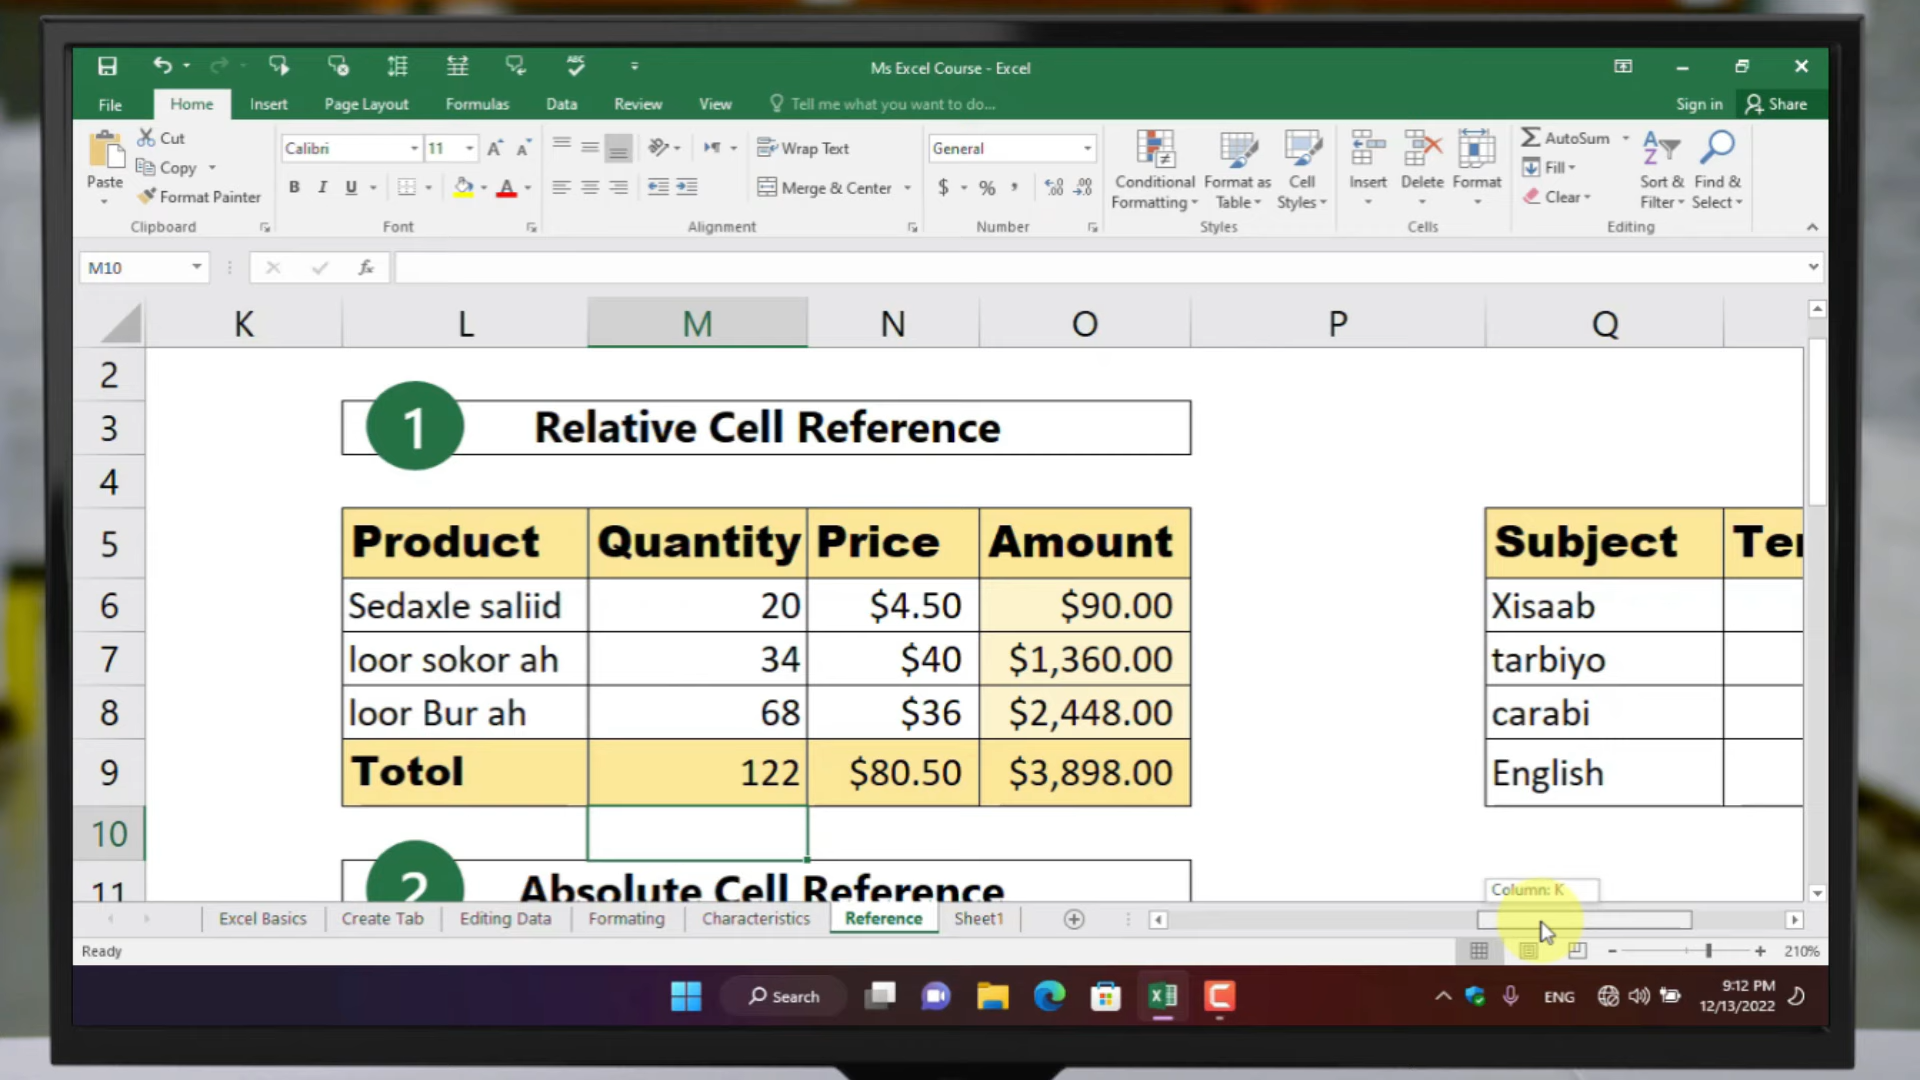 Ms Excel Course - Excel
File Home Insert Page Layout Formulas Data Review View Tell me what you want to do... Sign in Share
Paste Cut Copy Format Painter Clipboard
Calibri 11 B I U A Font
Wrap Text Merge & Center Alignment
General $ % Number
Conditional Formatting Format as Table Cell Styles Styles
Insert Delete Format Cells
AutoSum Fill Clear Sort & Filter Find & Select Editing
M10 fx
K L M N O P Q
2
3 1 Relative Cell Reference
4
5 Product Quantity Price Amount Subject
6 Sedaxle saliid 20 $4.50 $90.00 Xisaab
7 loor sokor ah 34 $40 $1,360.00 tarbiyo
8 loor Bur ah 68 $36 $2,448.00 carabi
9 Totol 122 $80.50 $3,898.00 English
10
11 2 Absolute Cell Reference
Column: K
Excel Basics Create Tab Editing Data Formating Characteristics Reference Sheet1
Ready 210%
Search ENG 9:12 PM
12/13/2022